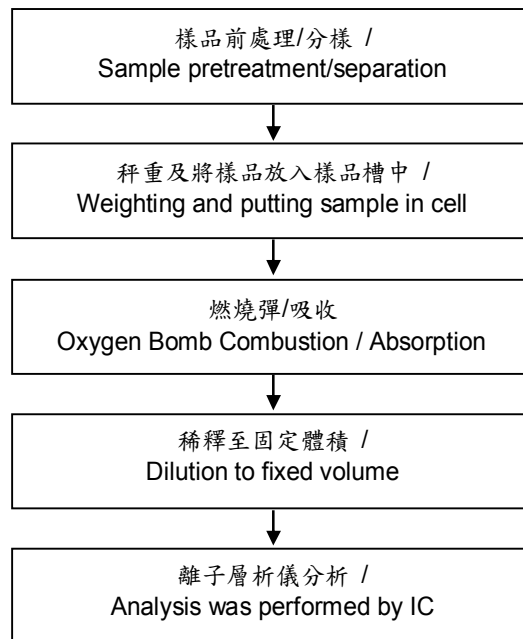 樣品前處理/分樣 /
Sample pretreatment/separation
秤重及將樣品放入樣品槽中 /
Weighting and putting sample in cell
燃燒彈/吸收
Oxygen Bomb Combustion / Absorption
稀釋至固定體積 /
Dilution to fixed volume
離子層析儀分析 /
Analysis was performed by IC